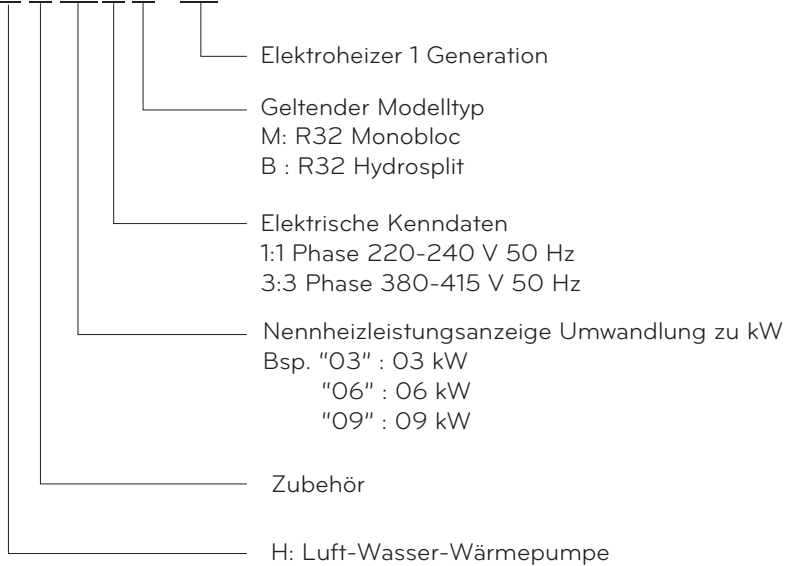 Elektroheizer 1 Generation
Geltender Modelltyp
M: R32 Monobloc
B : R32 Hydrosplit
Elektrische Kenndaten
1:1 Phase 220-240 V 50 Hz
3:3 Phase 380-415 V 50 Hz
Nennheizleistungsanzeige Umwandlung zu kW
Bsp. "03" : 03 kW
"06" : 06 kW
"09" : 09 kW
Zubehör
H: Luft-Wasser-Wärmepumpe